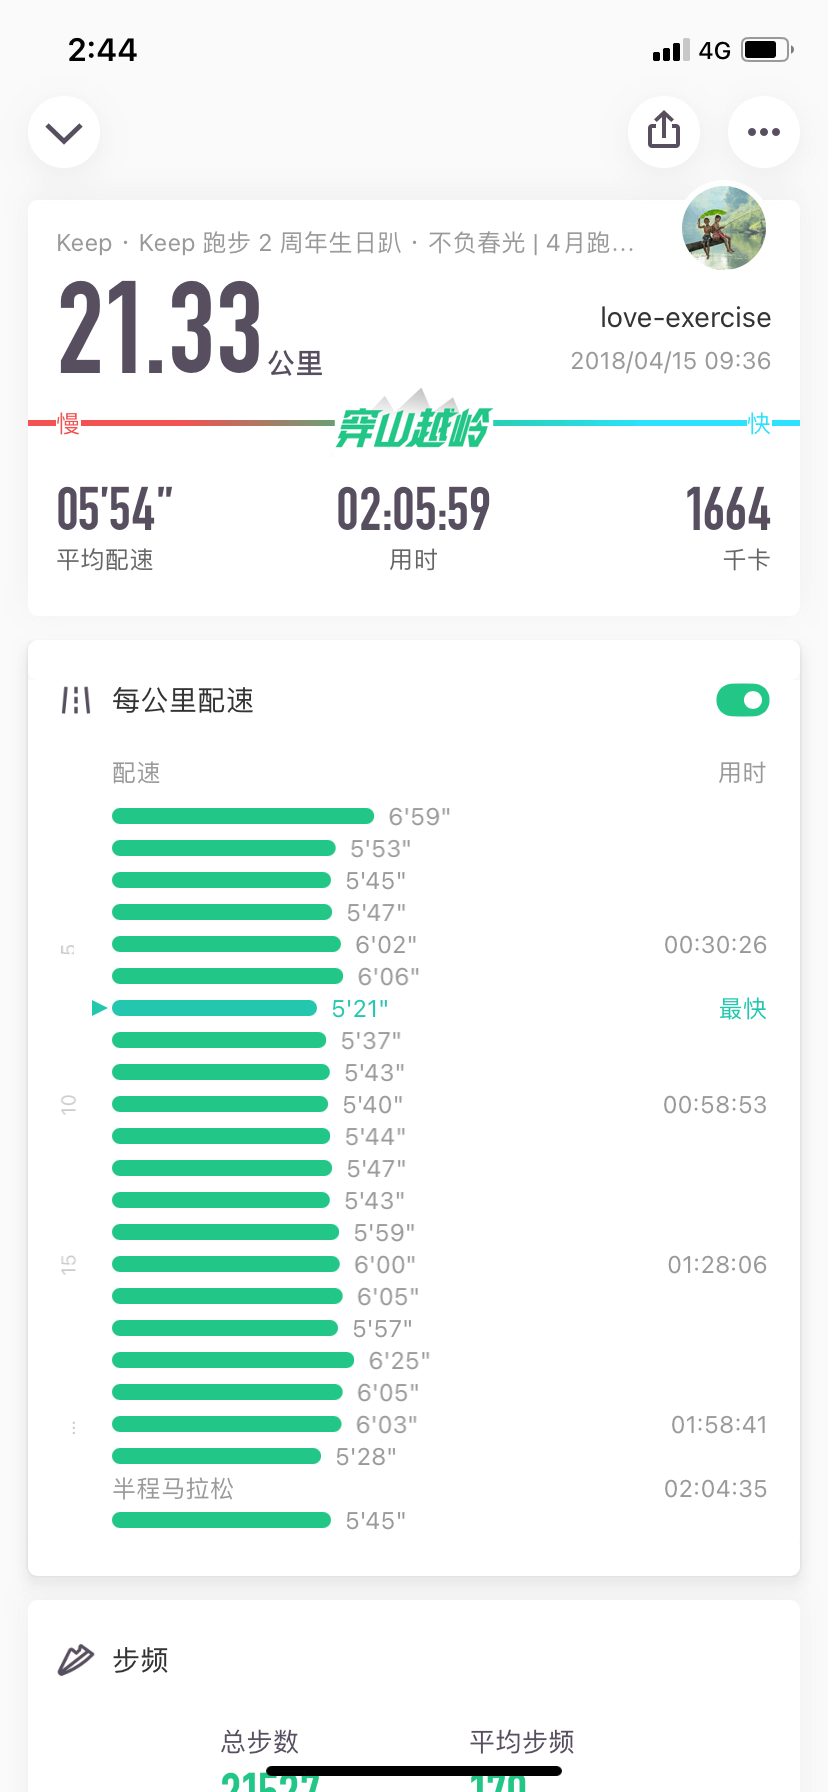 2:44
4G
Keep · Keep 跑步 2 周年生日趴 · 不负春光 | 4月跑...
21.33 公里
love-exercise
2018/04/15 09:36
慢 穿山越岭 快
05'54" 02:05:59 1664
平均配速 用时 千卡
每公里配速
配速 用时
6'59"
5'53"
5'45"
5'47"
5 6'02" 00:30:26
6'06"
5'21" 最快
5'37"
5'43"
10 5'40" 00:58:53
5'44"
5'47"
5'43"
5'59"
15 6'00" 01:28:06
6'05"
5'57"
6'25"
6'05"
... 6'03" 01:58:41
5'28"
半程马拉松 02:04:35
5'45"
步频
总步数 平均步频
21527 170